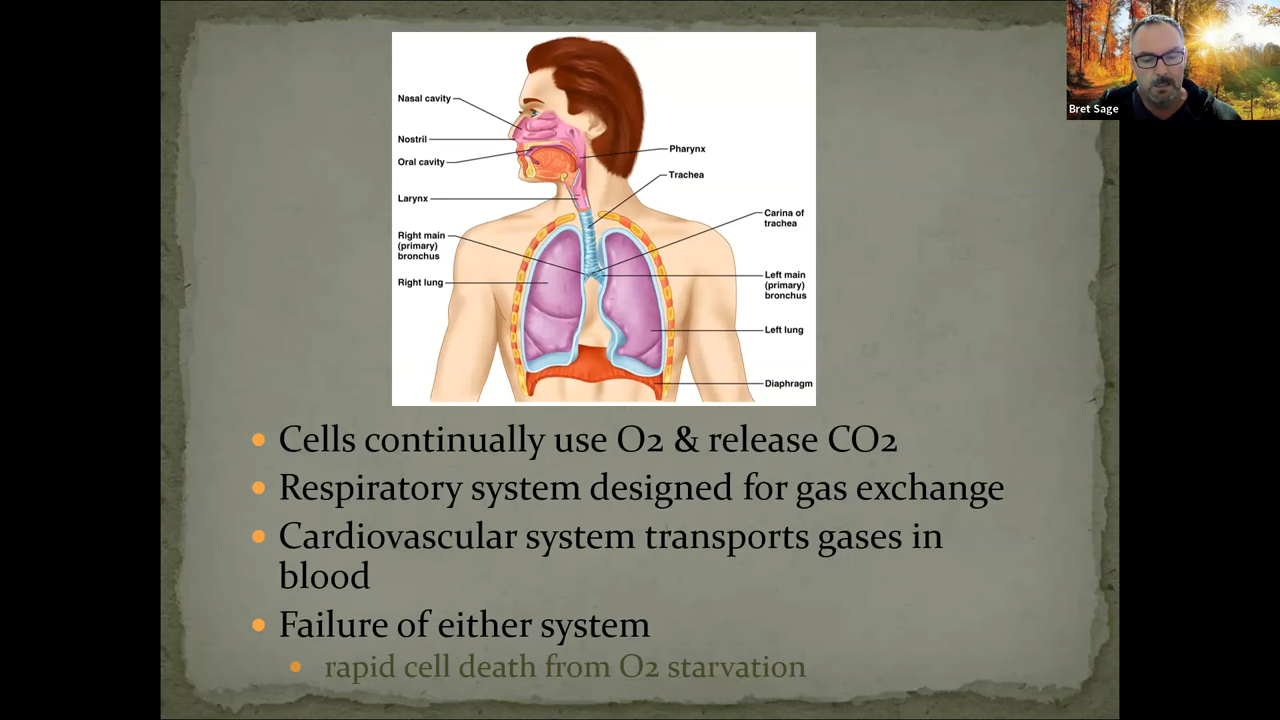 Nasal cavity
Nostril
Oral cavity
Larynx
Right main
(primary)
bronchus
Right lung
Pharynx
Trachea
Carina of
trachea
Left main
(primary)
bronchus
Left lung
Diaphragm
Bret Sage
Cells continually use O2 & release CO2
Respiratory system designed for gas exchange
Cardiovascular system transports gases in
blood
Failure of either system
rapid cell death from O2 starvation